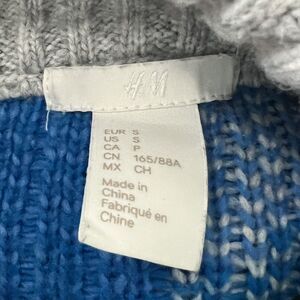 H&M
EUR S
US S
CA P
CN 165/88A
MX CH
Made in
China
Fabriqué en
Chine